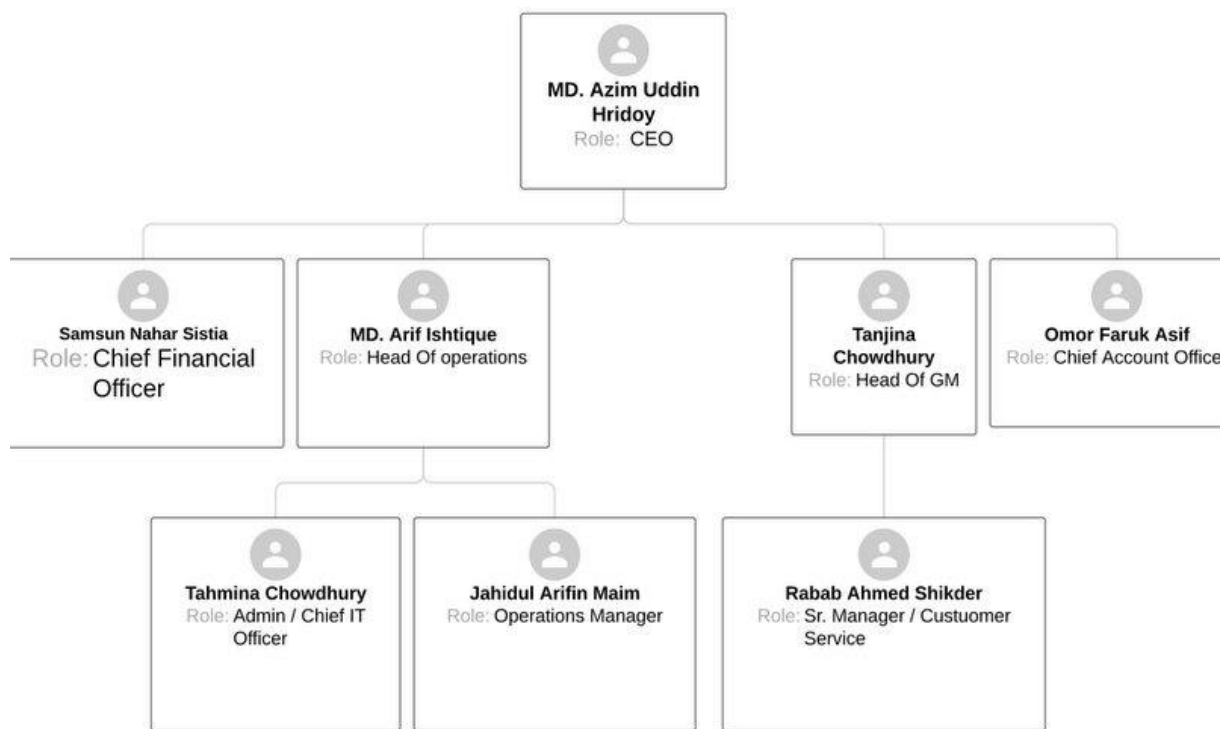 MD. Azim Uddin
Hridoy
Role: CEO
Samsun Nahar Sistia
Role: Chief Financial
Officer
MD. Arif Ishtique
Role: Head Of operations
Tanjina
Chowdhury
Role: Head Of GM
Omor Faruk Asif
Role: Chief Account Office
Tahmina Chowdhury
Role: Admin / Chief IT
Officer
Jahidul Arifin Maim
Role: Operations Manager
Rabab Ahmed Shikder
Role: Sr. Manager / Custuomer
Service